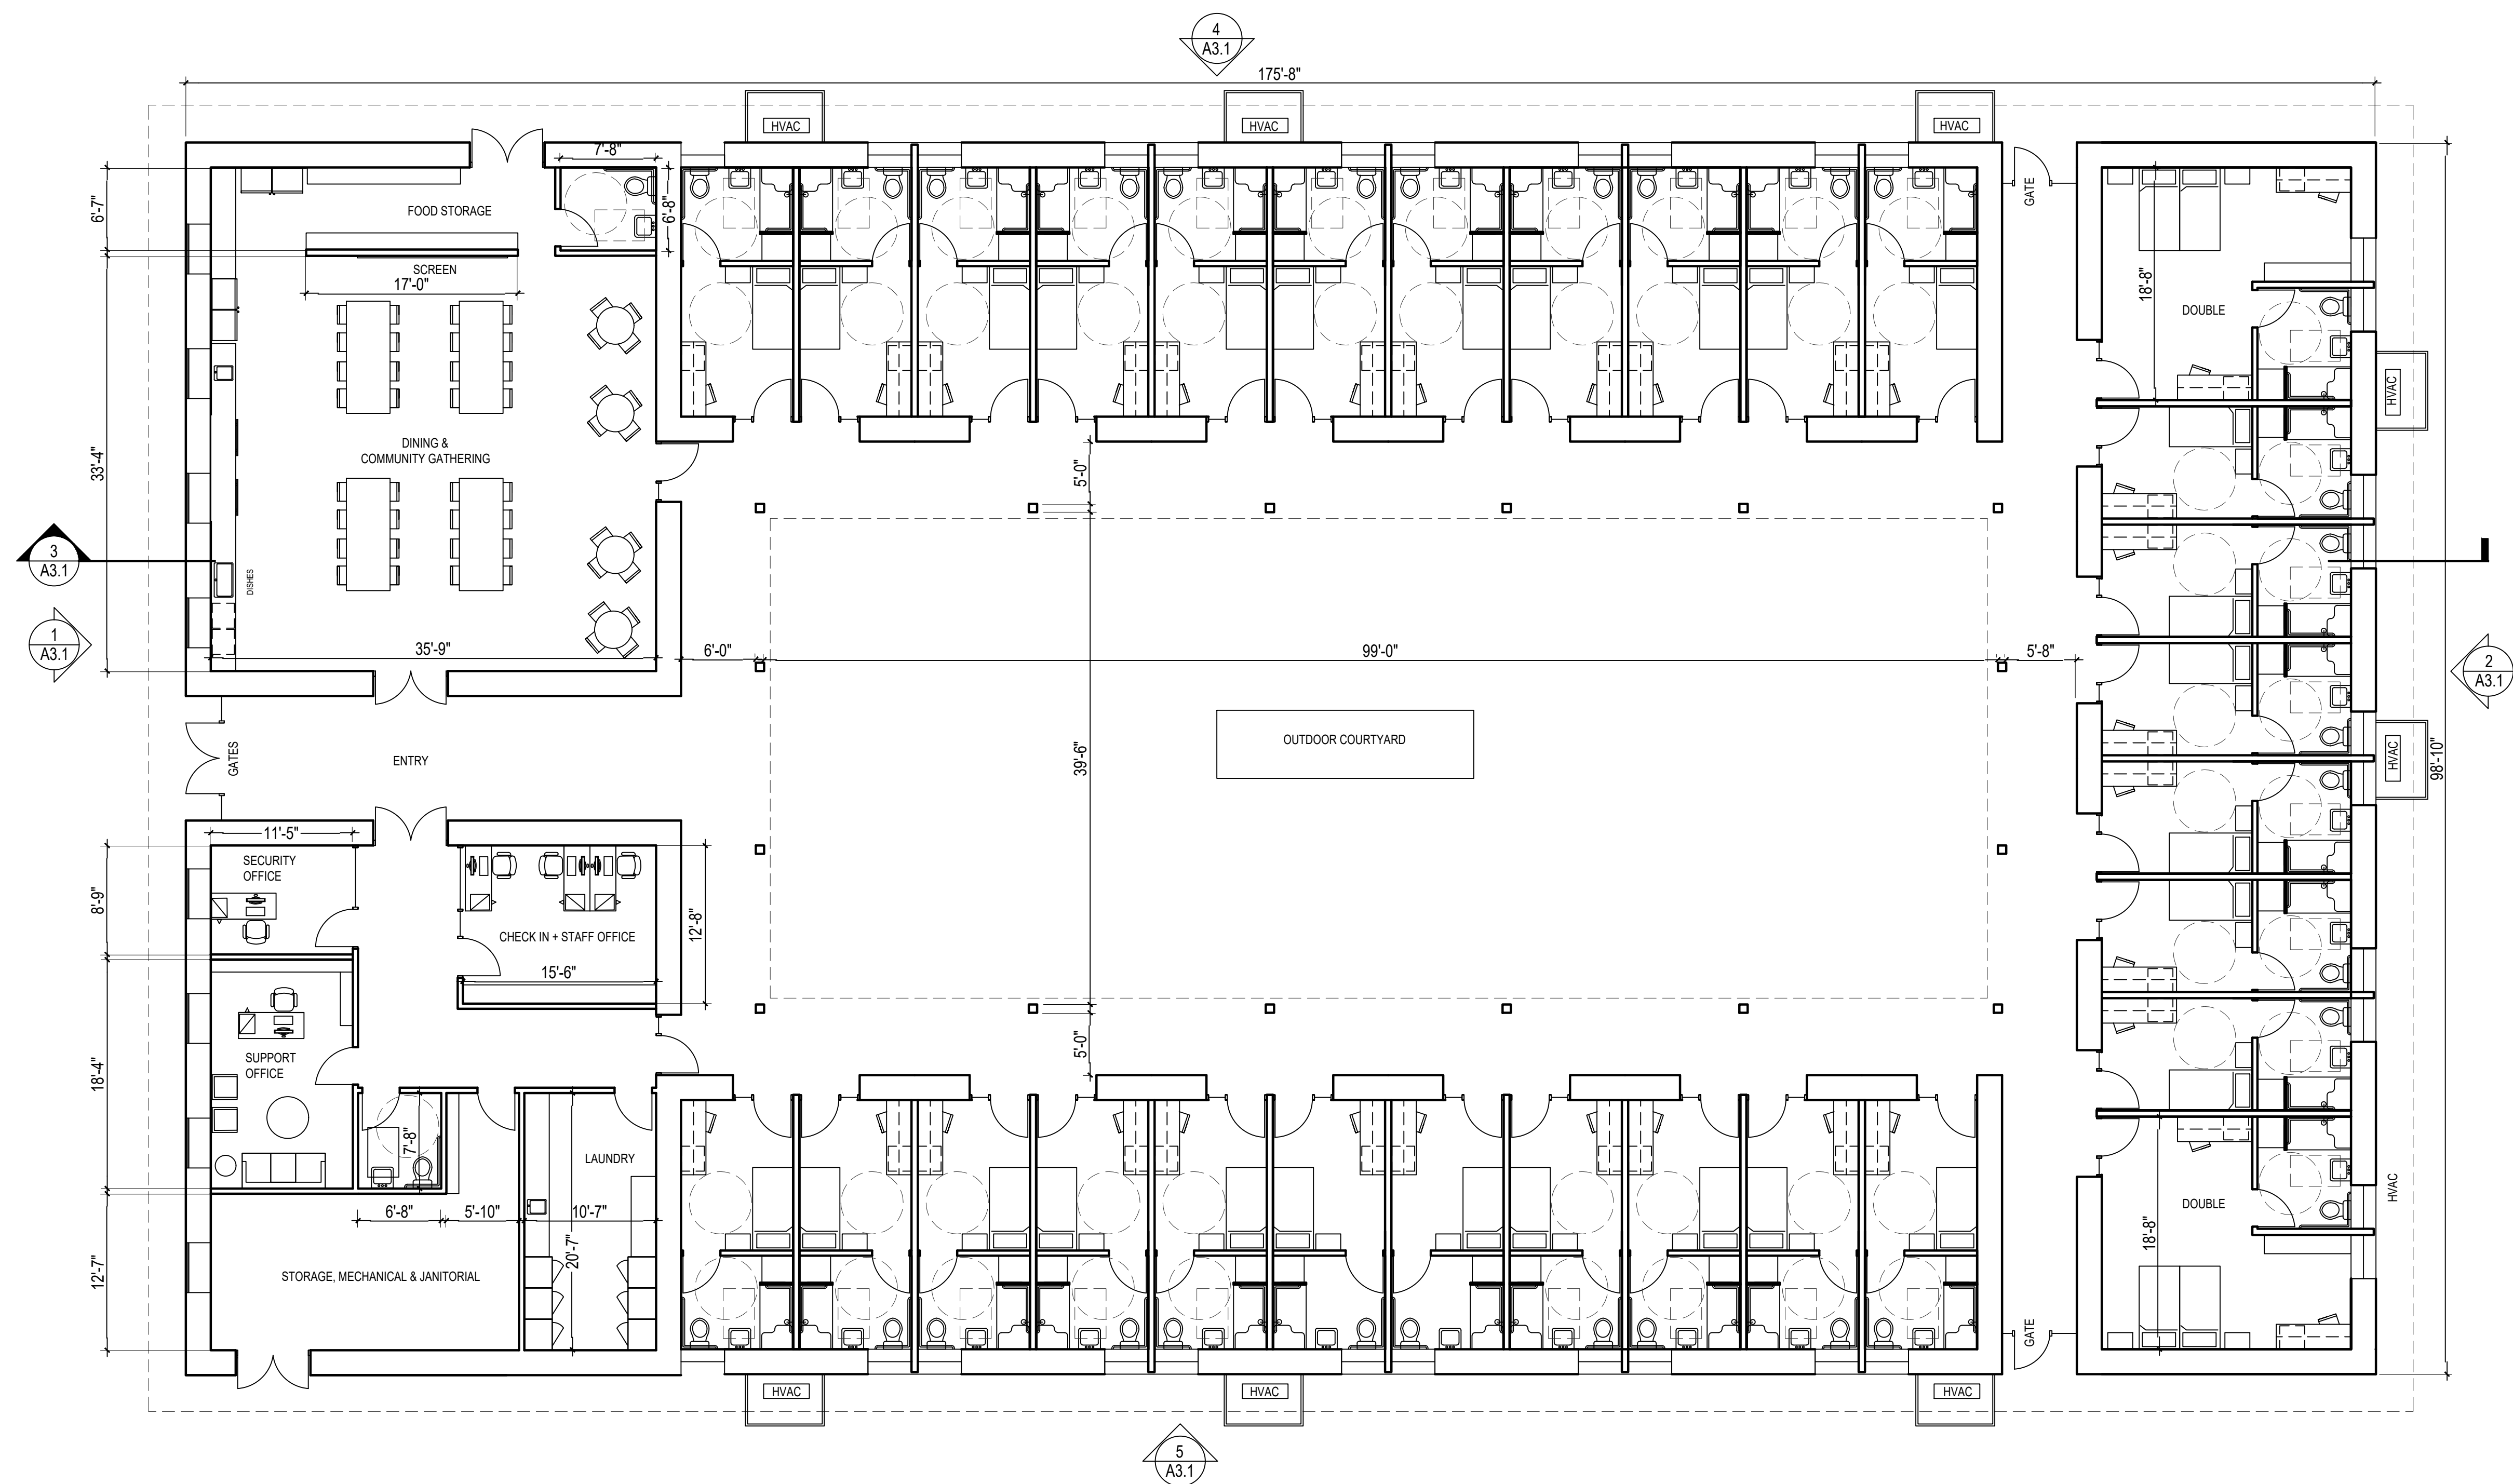 4
A3.1
175'-8"
HVAC
HVAC
HVAC
7'-8"
6'-7"
FOOD STORAGE
6'-8"
GATE
SCREEN
17'-0"
18'-8"
DOUBLE
HVAC
DINING &
COMMUNITY GATHERING
33'-4"
5'-0"
3
A3.1
DISHES
1
A3.1
35'-9"
6'-0"
99'-0"
5'-8"
2
A3.1
GATES
ENTRY
39'-6"
OUTDOOR COURTYARD
HVAC
98'-10"
11'-5"
SECURITY
OFFICE
8'-9"
CHECK IN + STAFF OFFICE
12'-8"
15'-6"
5'-0"
SUPPORT
OFFICE
18'-4"
7'-8"
LAUNDRY
6'-8"
5'-10"
10'-7"
20'-7"
DOUBLE
18'-8"
HVAC
12'-7"
STORAGE, MECHANICAL & JANITORIAL
GATE
HVAC
HVAC
HVAC
5
A3.1